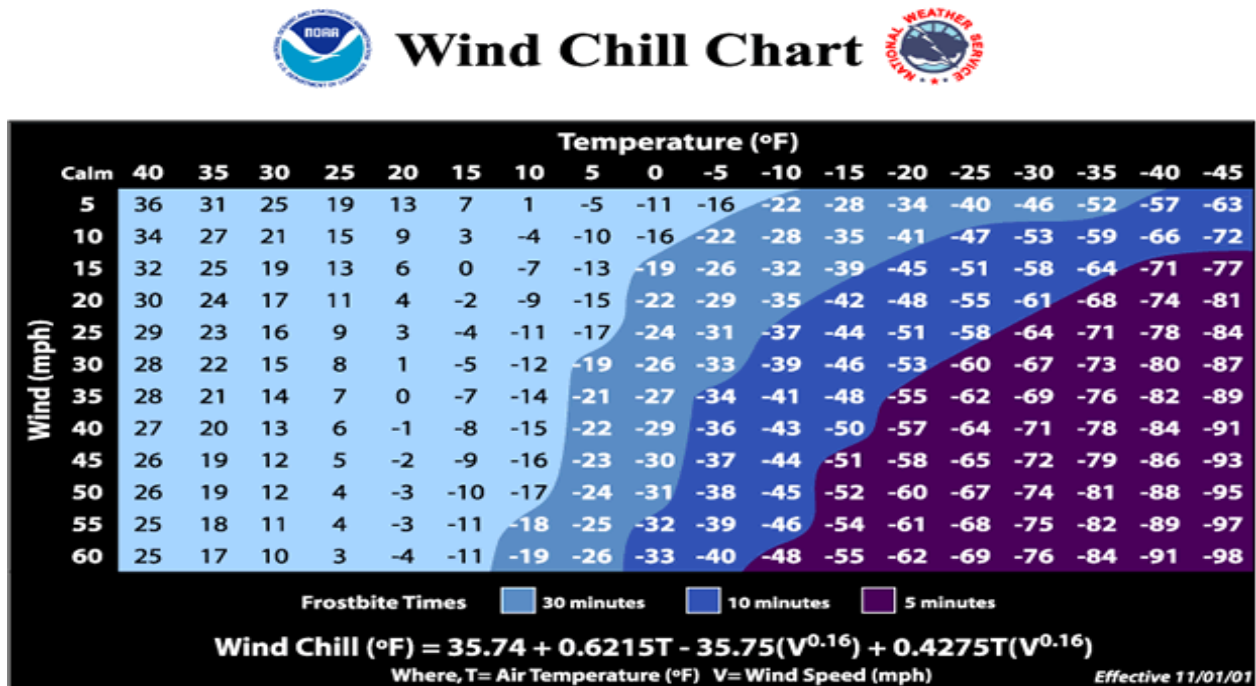 NOAA
Wind Chill Chart
NATIONAL WEATHER SERVICE
Temperature (ºF)
Calm 40 35 30 25 20 15 10 5 0 -5 -10 -15 -20 -25 -30 -35 -40 -45
Wind (mph)
5 36 31 25 19 13 7 1 -5 -11 -16 -22 -28 -34 -40 -46 -52 -57 -63
10 34 27 21 15 9 3 -4 -10 -16 -22 -28 -35 -41 -47 -53 -59 -66 -72
15 32 25 19 13 6 0 -7 -13 -19 -26 -32 -39 -45 -51 -58 -64 -71 -77
20 30 24 17 11 4 -2 -9 -15 -22 -29 -35 -42 -48 -55 -61 -68 -74 -81
25 29 23 16 9 3 -4 -11 -17 -24 -31 -37 -44 -51 -58 -64 -71 -78 -84
30 28 22 15 8 1 -5 -12 -19 -26 -33 -39 -46 -53 -60 -67 -73 -80 -87
35 28 21 14 7 0 -7 -14 -21 -27 -34 -41 -48 -55 -62 -69 -76 -82 -89
40 27 20 13 6 -1 -8 -15 -22 -29 -36 -43 -50 -57 -64 -71 -78 -84 -91
45 26 19 12 5 -2 -9 -16 -23 -30 -37 -44 -51 -58 -65 -72 -79 -86 -93
50 26 19 12 4 -3 -10 -17 -24 -31 -38 -45 -52 -60 -67 -74 -81 -88 -95
55 25 18 11 4 -3 -11 -18 -25 -32 -39 -46 -54 -61 -68 -75 -82 -89 -97
60 25 17 10 3 -4 -11 -19 -26 -33 -40 -48 -55 -62 -69 -76 -84 -91 -98
Frostbite Times 30 minutes 10 minutes 5 minutes
Wind Chill (ºF) = 35.74 + 0.6215T - 35.75(V^0.16) + 0.4275T(V^0.16)
Where, T= Air Temperature (ºF) V= Wind Speed (mph) Effective 11/01/01